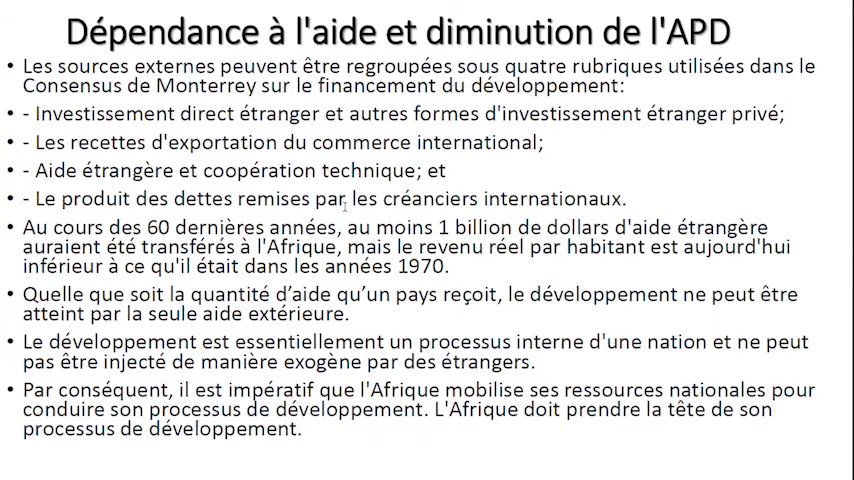 Dépendance à l'aide et diminution de l'APD
• Les sources externes peuvent être regroupées sous quatre rubriques utilisées dans le
Consensus de Monterrey sur le financement du développement:
• - Investissement direct étranger et autres formes d'investissement étranger privé;
• - Les recettes d'exportation du commerce international;
• - Aide étrangère et coopération technique; et
• - Le produit des dettes remises par les créanciers internationaux.
• Au cours des 60 dernières années, au moins 1 billion de dollars d'aide étrangère
auraient été transférés à l'Afrique, mais le revenu réel par habitant est aujourd'hui
inférieur à ce qu'il était dans les années 1970.
• Quelle que soit la quantité d’aide qu’un pays reçoit, le développement ne peut être
atteint par la seule aide extérieure.
• Le développement est essentiellement un processus interne d'une nation et ne peut
pas être injecté de manière exogène par des étrangers.
• Par conséquent, il est impératif que l'Afrique mobilise ses ressources nationales pour
conduire son processus de développement. L'Afrique doit prendre la tête de son
processus de développement.